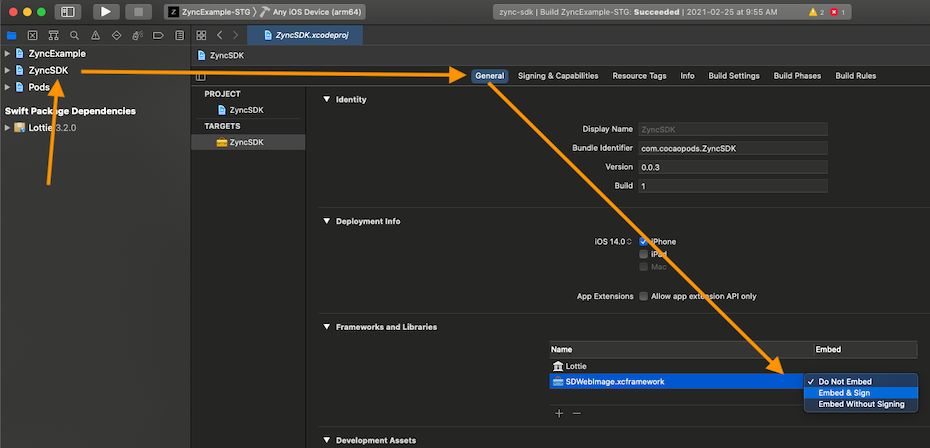 ZyncExample-STG 〉 Any iOS Device (arm64)
zync-sdk | Build ZyncExample-STG: Succeeded | 2021-02-25 at 9:55 AM 2 1
ZyncSDK.xcodeproj
ZyncExample
ZyncSDK
Pods
Swift Package Dependencies
Lottie 3.2.0
ZyncSDK
General Signing & Capabilities Resource Tags Info Build Settings Build Phases Build Rules
PROJECT
ZyncSDK
TARGETS
ZyncSDK
Identity
Display Name ZyncSDK
Bundle Identifier com.cocaopods.ZyncSDK
Version 0.0.3
Build 1
Deployment Info
iOS 14.0 iPhone
iPad
Mac
App Extensions Allow app extension API only
Frameworks and Libraries
Name Embed
Lottie
SDWebImage.xcframework
Do Not Embed
Embed & Sign
Embed Without Signing
Development Assets